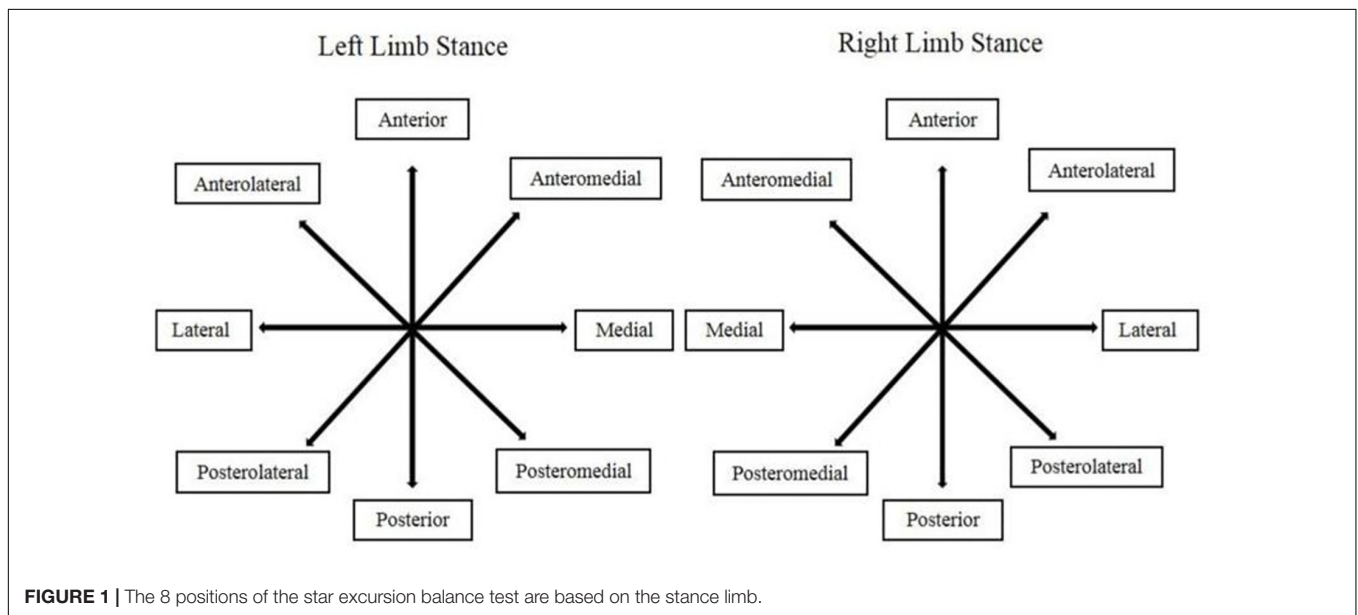 Left Limb Stance
Anterior
Anterolateral
Anteromedial
Lateral
Medial
Posterolateral
Posteromedial
Posterior
Right Limb Stance
Anterior
Anteromedial
Anterolateral
Medial
Lateral
Posteromedial
Posterolateral
Posterior
FIGURE 1 | The 8 positions of the star excursion balance test are based on the stance limb.